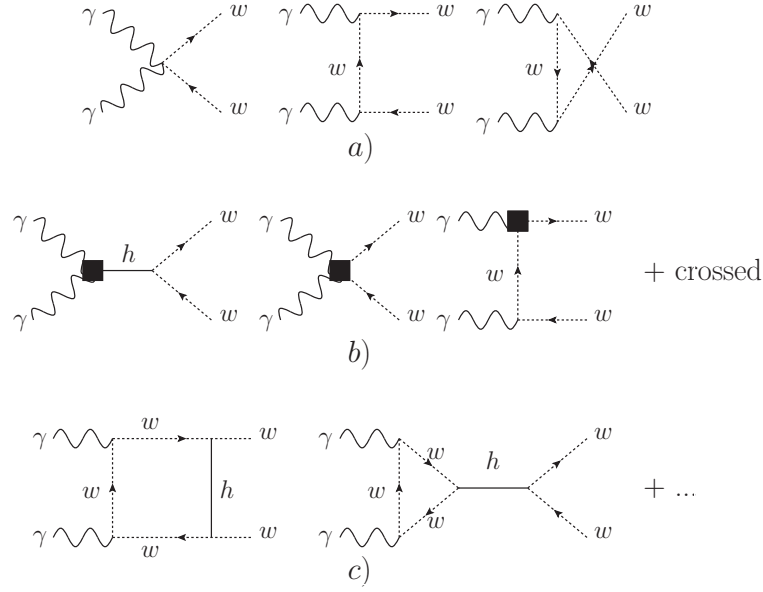 γ w γ w
γ w w γ w
γ w w γ w
a)
γ h w γ w
γ w γ w
γ w w γ w + crossed
b)
γ w w w h γ w w
γ w w h w w + ...
c)